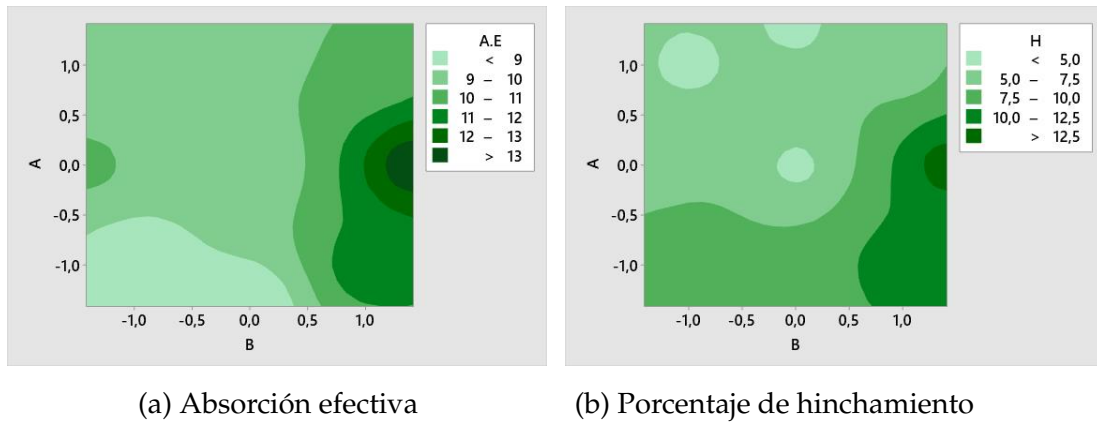 A.E
< 9
9 – 10
10 – 11
11 – 12
12 – 13
> 13
1,0
0,5
0,0
-0,5
-1,0
A
-1,0 -0,5 0,0 0,5 1,0
B
H
< 5,0
5,0 – 7,5
7,5 – 10,0
10,0 – 12,5
> 12,5
1,0
0,5
0,0
-0,5
-1,0
A
-1,0 -0,5 0,0 0,5 1,0
B
(a) Absorción efectiva
(b) Porcentaje de hinchamiento